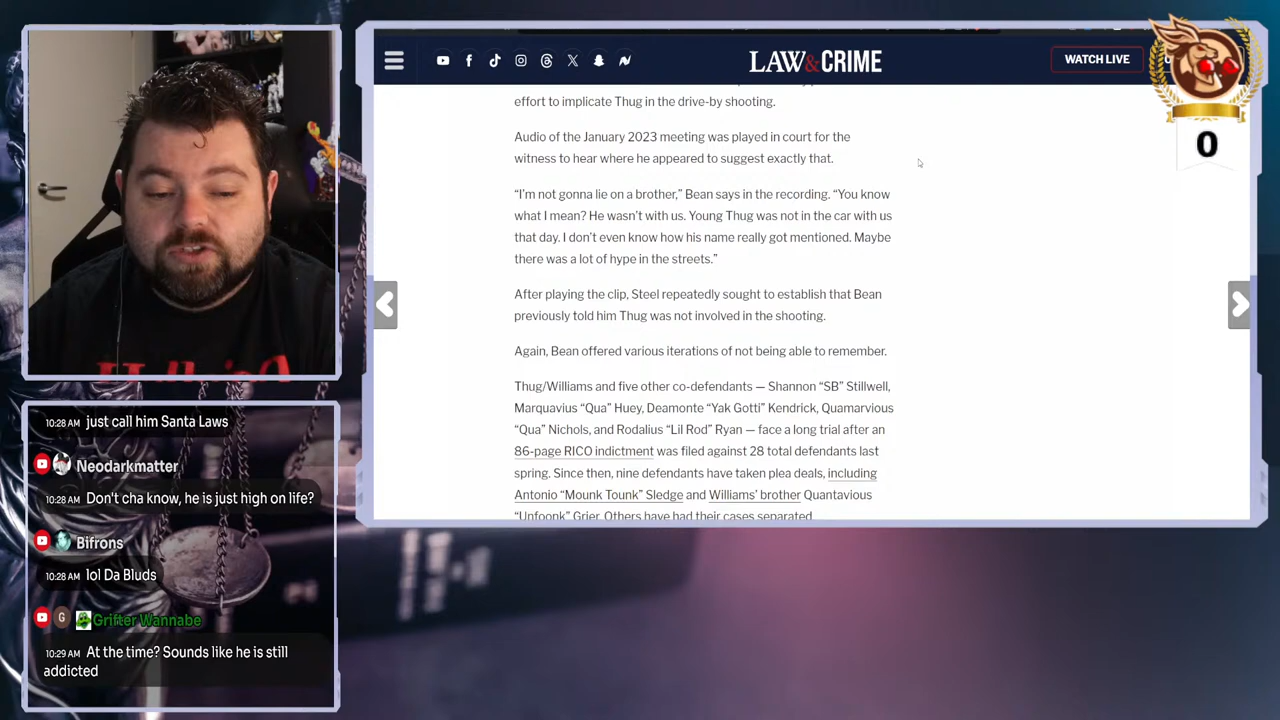 LAW&CRIME
WATCH LIVE
0
effort to implicate Thug in the drive-by shooting.
Audio of the January 2023 meeting was played in court for the
witness to hear where he appeared to suggest exactly that.
“I’m not gonna lie on a brother,” Bean says in the recording. “You know
what I mean? He wasn’t with us. Young Thug was not in the car with us
that day. I don’t even know how his name really got mentioned. Maybe
there was a lot of hype in the streets.”
After playing the clip, Steel repeatedly sought to establish that Bean
previously told him Thug was not involved in the shooting.
Again, Bean offered various iterations of not being able to remember.
Thug/Williams and five other co-defendants — Shannon “SB” Stillwell,
Marquavius “Qua” Huey, Deamonte “Yak Gotti” Kendrick, Quamarvious
“Qua” Nichols, and Rodalius “Lil Rod” Ryan — face a long trial after an
86-page RICO indictment was filed against 28 total defendants last
spring. Since then, nine defendants have taken plea deals, including
Antonio “Mounk Tounk” Sledge and Williams’ brother Quantavious
“Unfoonk” Grier. Others have had their cases separated
10:28 AM just call him Santa Laws
Neodarkmatter
10:28 AM Don't cha know, he is just high on life?
Bifrons
10:28 AM lol Da Bluds
G Grifter Wannabe
10:29 AM At the time? Sounds like he is still
addicted